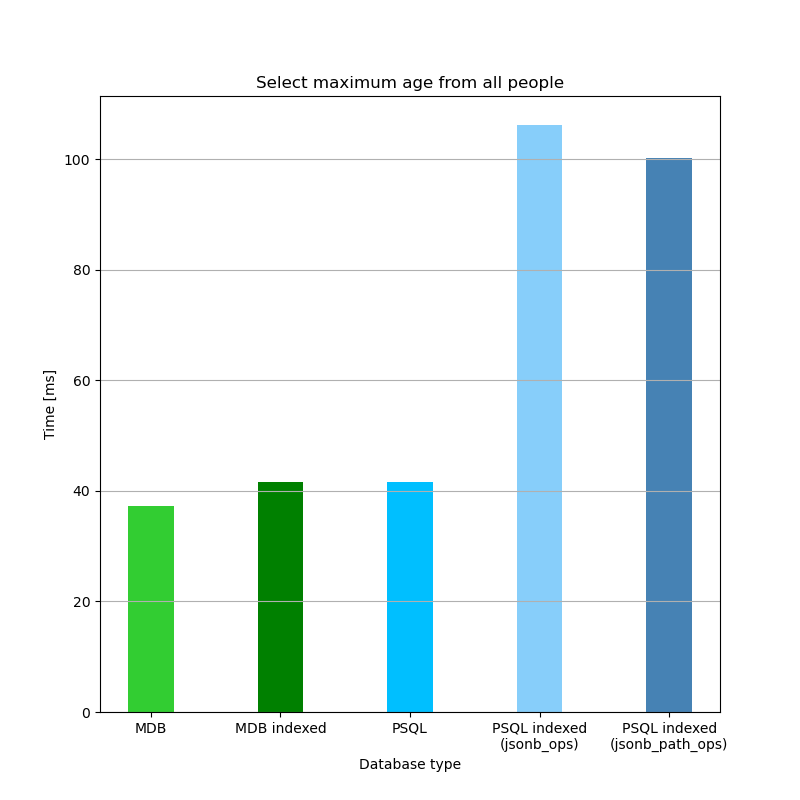 Select maximum age from all people
100
80
60
40
20
0
Time [ms]
MDB
MDB indexed
PSQL
PSQL indexed
(jsonb_ops)
PSQL indexed
(jsonb_path_ops)
Database type